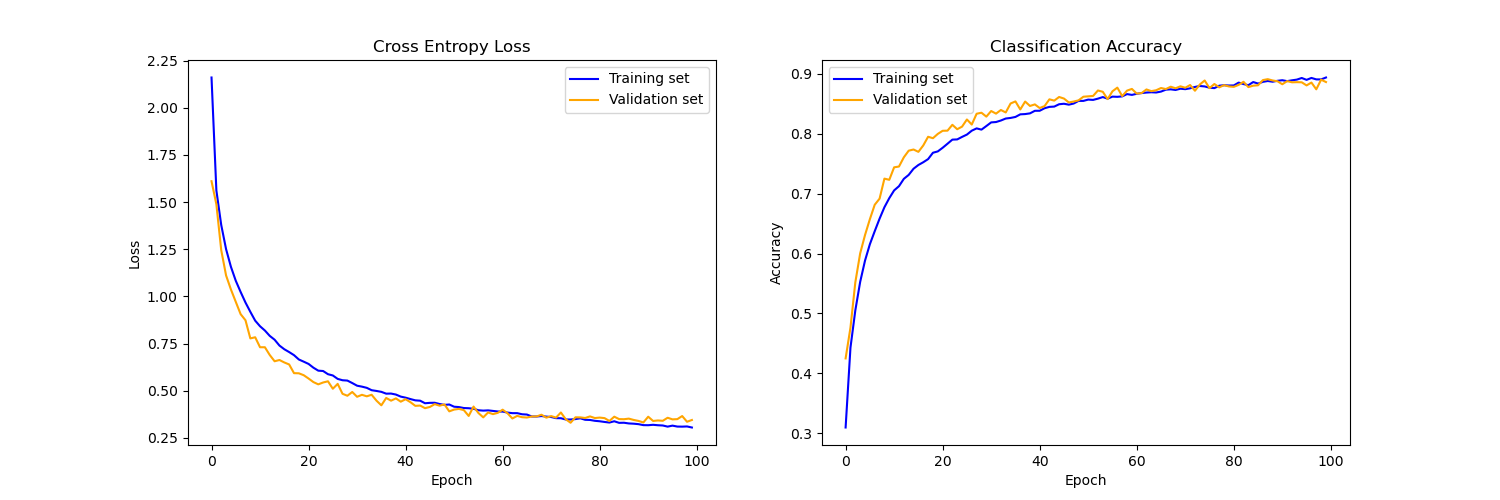 Cross Entropy Loss
2.25
2.00
1.75
1.50
1.25
1.00
0.75
0.50
0.25
Loss
0 20 40 60 80 100
Epoch
Training set
Validation set
Classification Accuracy
0.9
0.8
0.7
0.6
0.5
0.4
0.3
Accuracy
0 20 40 60 80 100
Epoch
Training set
Validation set